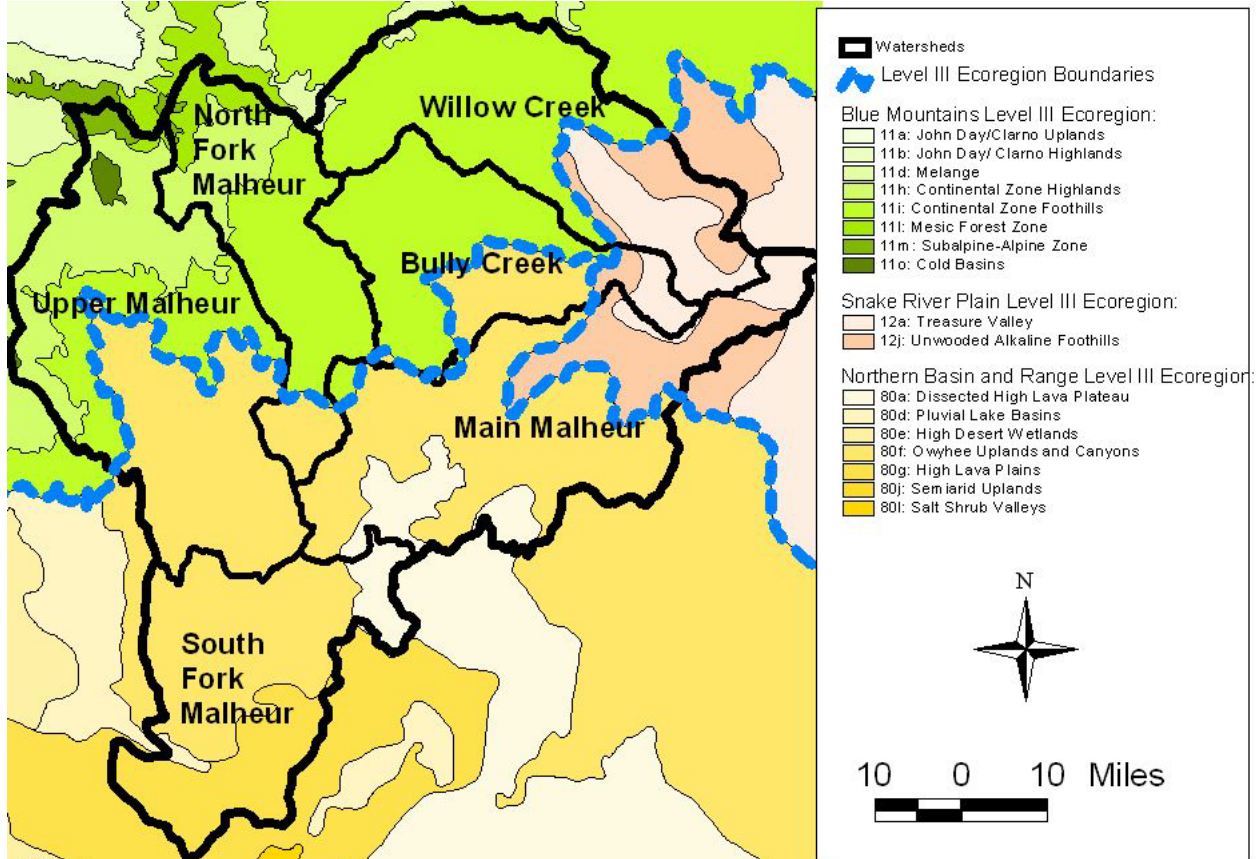 North
Fork
Malheur
Willow Creek
Bully Creek
Upper Malheur
Main Malheur
South
Fork
Malheur
Watersheds
Level III Ecoregion Boundaries
Blue Mountains Level III Ecoregion:
11a: John Day/Clarno Uplands
11b: John Day/ Clarno Highlands
11d: Melange
11h: Continental Zone Highlands
11i: Continental Zone Foothills
11l: Mesic Forest Zone
11m: Subalpine-Alpine Zone
11o: Cold Basins
Snake River Plain Level III Ecoregion:
12a: Treasure Valley
12j: Unwooded Alkaline Foothills
Northern Basin and Range Level III Ecoregion:
80a: Dissected High Lava Plateau
80d: Pluvial Lake Basins
80e: High Desert Wetlands
80f: Owyhee Uplands and Canyons
80g: High Lava Plains
80j: Semiarid Uplands
80l: Salt Shrub Valleys
N
10 0 10 Miles